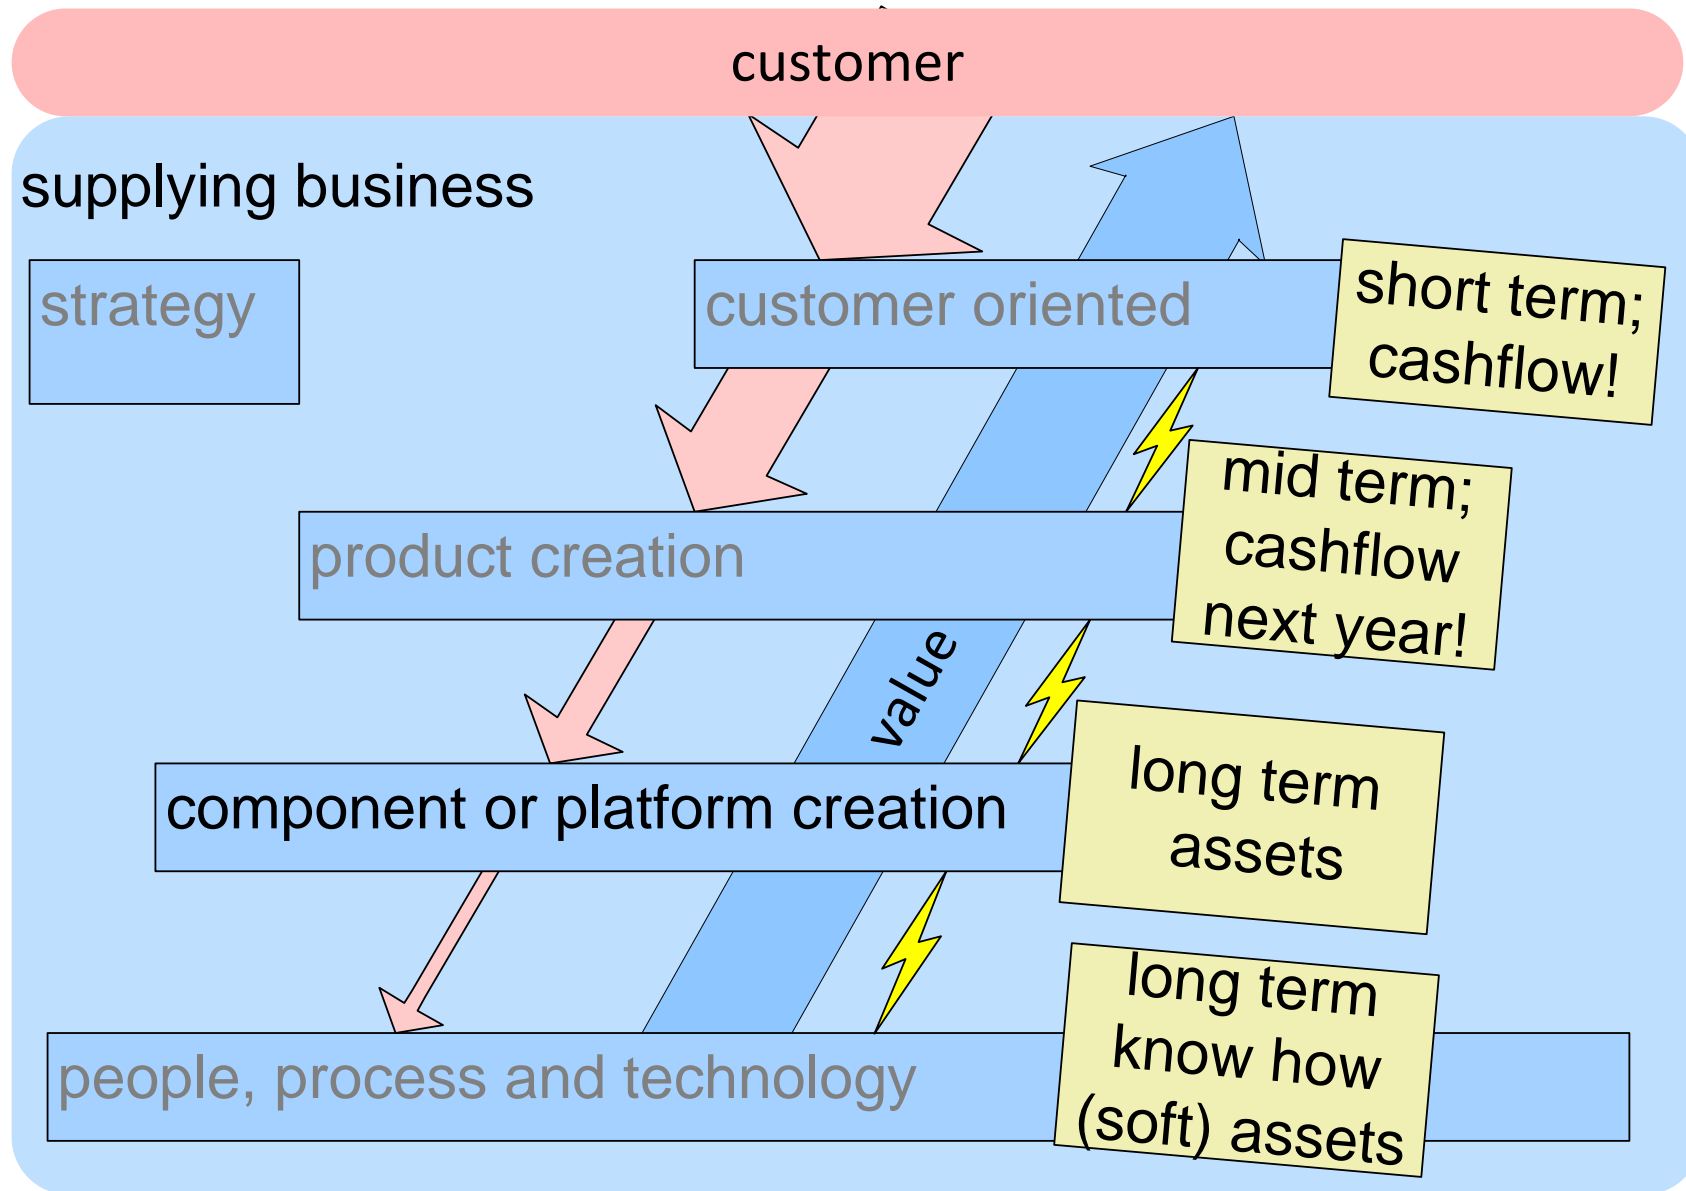 customer
supplying business
strategy
customer oriented
short term;
cashflow!
mid term;
cashflow
next year!
product creation
value
long term
assets
component or platform creation
long term
know how
(soft) assets
people, process and technology